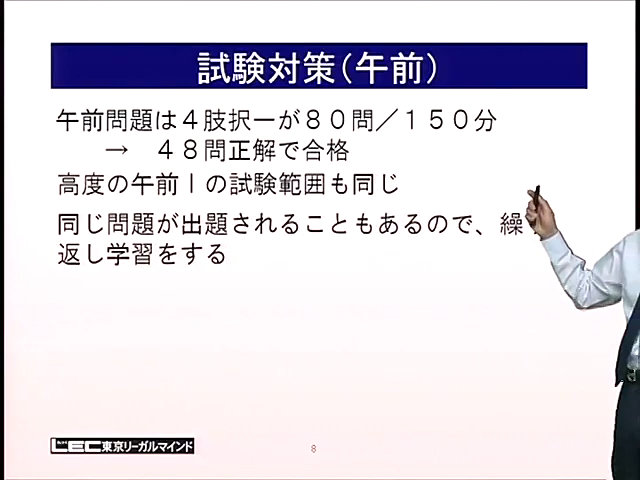 試験対策（午前）
午前問題は４肢択一が８０問／１５０分
→　４８問正解で合格
高度の午前Ⅰの試験範囲も同じ
同じ問題が出題されることもあるので、繰
返し学習をする
LEC東京リーガルマインド
8